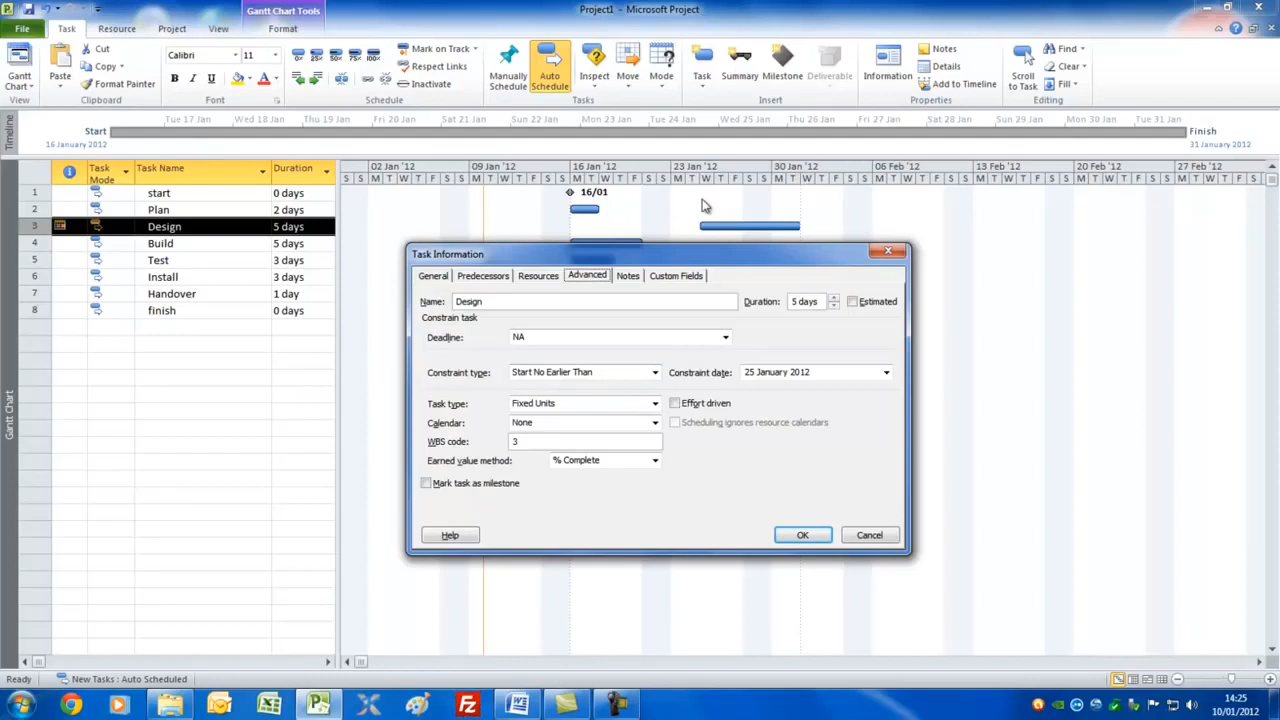 Gantt Chart Tools
Project1 - Microsoft Project
File Task Resource Project View Format
Gantt Chart
View
Paste
Cut
Copy
Format Painter
Clipboard
Calibri 11
B I U A
Font
0% 25% 50% 75% 100%
Mark on Track
Respect Links
Inactivate
Schedule
Manually Schedule
Auto Schedule
Inspect
Move
Mode
Tasks
Task
Summary
Milestone
Deliverable
Insert
Information
Notes
Details
Add to Timeline
Properties
Scroll to Task
Find
Clear
Fill
Editing
Timeline
Tue 17 Jan Wed 18 Jan Thu 19 Jan Fri 20 Jan Sat 21 Jan Sun 22 Jan Mon 23 Jan Tue 24 Jan Wed 25 Jan Thu 26 Jan Fri 27 Jan Sat 28 Jan Sun 29 Jan Mon 30 Jan Tue 31 Jan
Start Finish
16 January 2012 31 January 2012
Task Mode Task Name Duration
02 Jan '12 09 Jan '12 16 Jan '12 23 Jan '12 30 Jan '12 06 Feb '12 13 Feb '12 20 Feb '12 27 Feb '12
S S M T W T F S S M T W T F S S M T W T F S S M T W T F S S M T W T F S S M T W T F S S M T W T F S S M T W T F S S M T W T F S
1 start 0 days
16/01
2 Plan 2 days
3 Design 5 days
4 Build 5 days
5 Test 3 days
6 Install 3 days
7 Handover 1 day
8 finish 0 days
Gantt Chart
Task Information
General Predecessors Resources Advanced Notes Custom Fields
Name: Design Duration: 5 days Estimated
Constrain task
Deadline: NA
Constraint type: Start No Earlier Than Constraint date: 25 January 2012
Task type: Fixed Units Effort driven
Calendar: None Scheduling ignores resource calendars
WBS code: 3
Earned value method: % Complete
Mark task as milestone
Help OK Cancel
Ready New Tasks : Auto Scheduled
14:25
10/01/2012